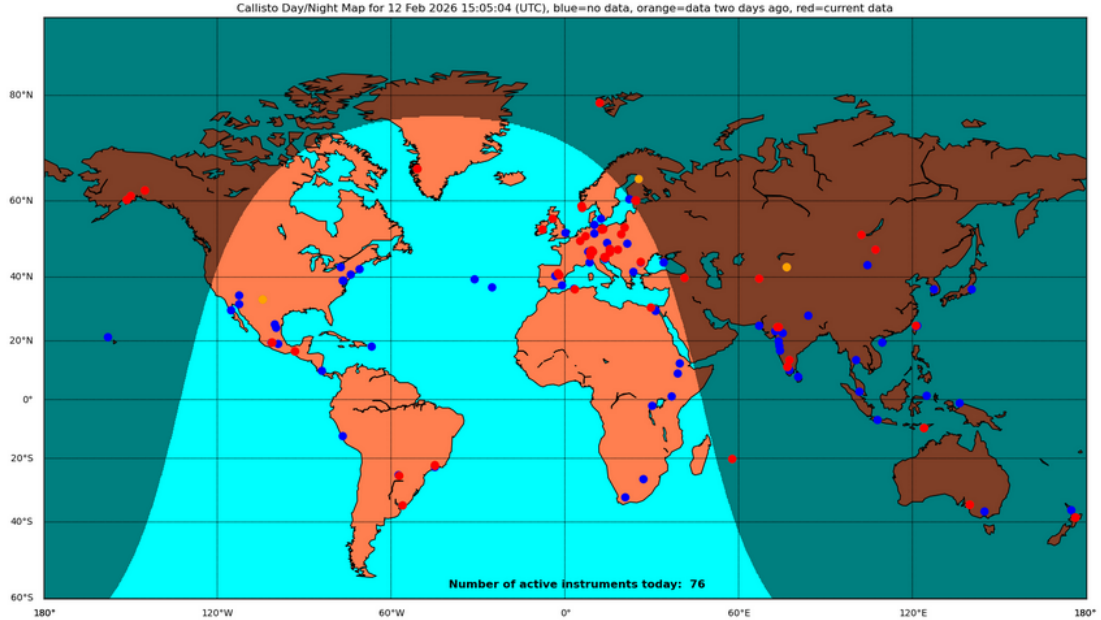 Callisto Day/Night Map for 12 Feb 2026 15:05:04 (UTC), blue=no data, orange=data two days ago, red=current data
80°N
60°N
40°N
20°N
0°
20°S
40°S
60°S
Number of active instruments today: 76
180°
120°W
60°W
0°
60°E
120°E
180°